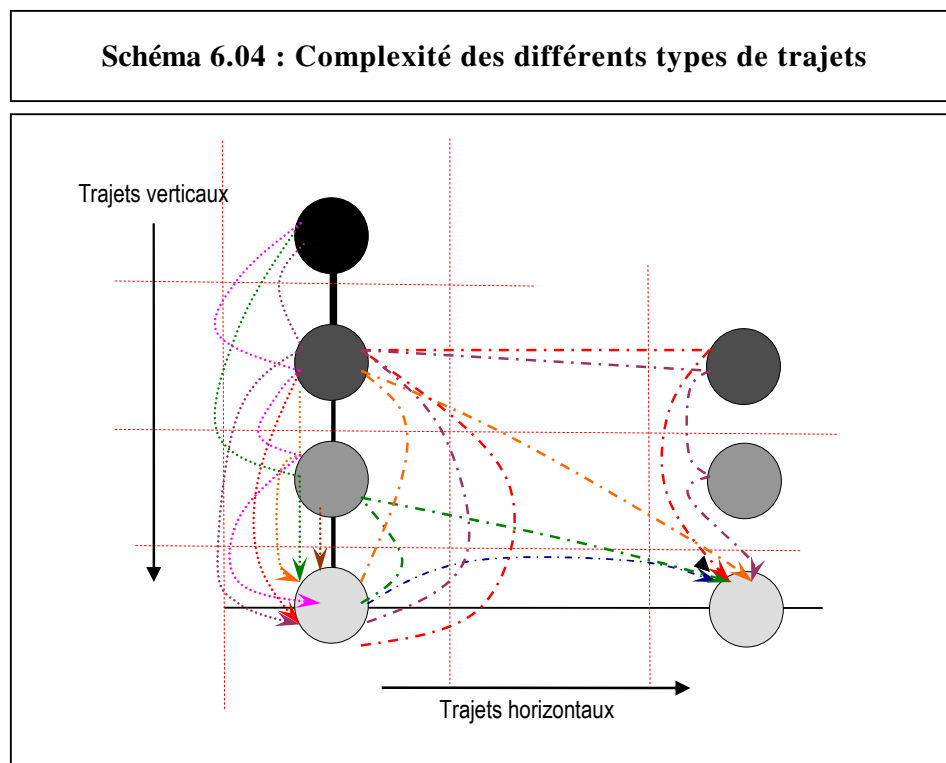 Schéma 6.04 : Complexité des différents types de trajets
Trajets verticaux
Trajets horizontaux